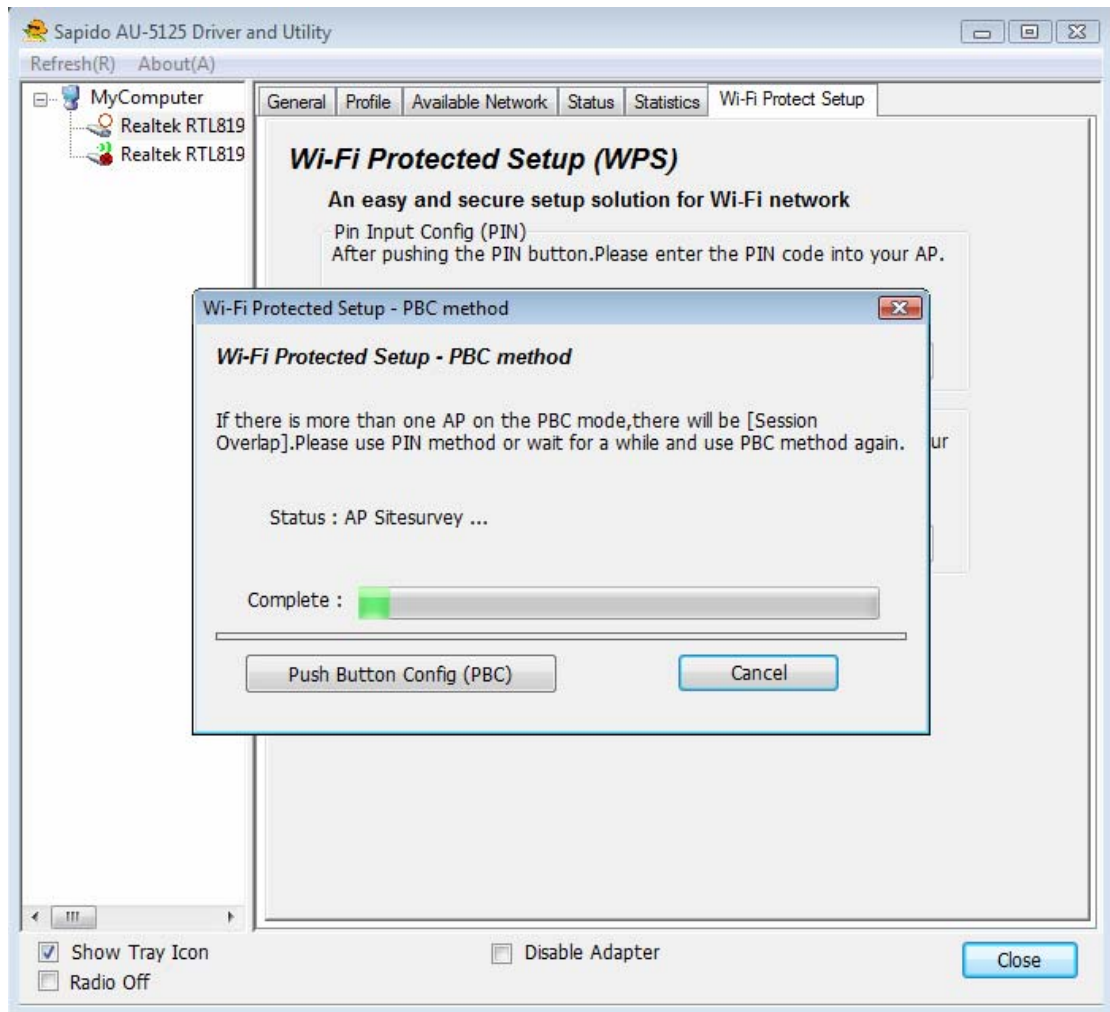 Sapido AU-5125 Driver and Utility
Refresh(R) About(A)
MyComputer
Realtek RTL819
Realtek RTL819
General Profile Available Network Status Statistics Wi-Fi Protect Setup
Wi-Fi Protected Setup (WPS)
An easy and secure setup solution for Wi-Fi network
Pin Input Config (PIN)
After pushing the PIN button.Please enter the PIN code into your AP.
Wi-Fi Protected Setup - PBC method
Wi-Fi Protected Setup - PBC method
If there is more than one AP on the PBC mode,there will be [Session
Overlap].Please use PIN method or wait for a while and use PBC method again.
ur
Status : AP Sitesurvey ...
Complete :
Push Button Config (PBC) Cancel
Show Tray Icon Disable Adapter
Radio Off
Close